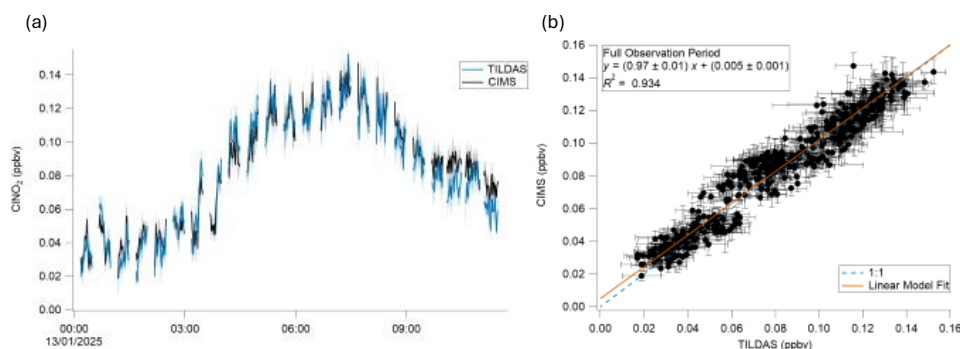 (a)
ClNO₂ (ppbv)
0.14
0.12
0.10
0.08
0.06
0.04
0.02
0.00
00:00
03:00
06:00
09:00
13/01/2025
TILDAS
CIMS
(b)
CIMS (ppbv)
0.16
0.14
0.12
0.10
0.08
0.06
0.04
0.02
0.00
Full Observation Period
y = (0.97 ± 0.01) x + (0.005 ± 0.001)
R² = 0.934
1:1
Linear Model Fit
0.00
0.02
0.04
0.06
0.08
0.10
0.12
0.14
0.16
TILDAS (ppbv)